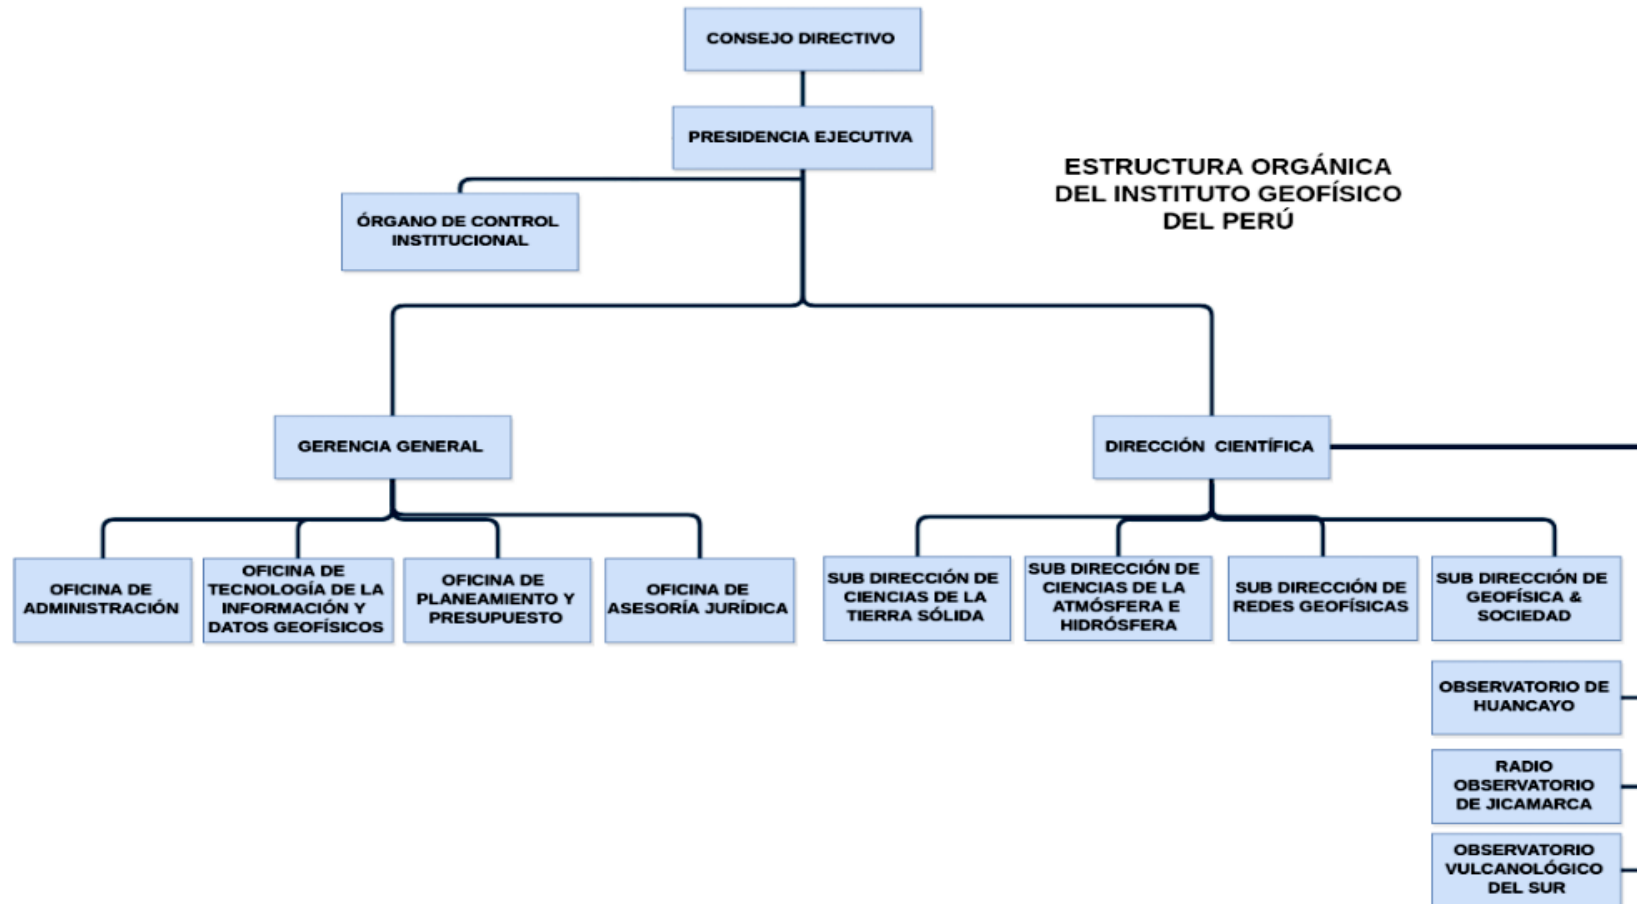 CONSEJO DIRECTIVO
PRESIDENCIA EJECUTIVA
ESTRUCTURA ORGÁNICA
DEL INSTITUTO GEOFÍSICO
DEL PERÚ
ÓRGANO DE CONTROL
INSTITUCIONAL
GERENCIA GENERAL
DIRECCIÓN CIENTÍFICA
OFICINA DE
ADMINISTRACIÓN
OFICINA DE
TECNOLOGÍA DE LA
INFORMACIÓN Y
DATOS GEOFÍSICOS
OFICINA DE
PLANEAMIENTO Y
PRESUPUESTO
OFICINA DE
ASESORÍA JURÍDICA
SUB DIRECCIÓN DE
CIENCIAS DE LA
TIERRA SÓLIDA
SUB DIRECCIÓN DE
CIENCIAS DE LA
ATMÓSFERA E
HIDRÓSFERA
SUB DIRECCIÓN DE
REDES GEOFÍSICAS
SUB DIRECCIÓN DE
GEOFÍSICA &
SOCIEDAD
OBSERVATORIO DE
HUANCAYO
RADIO
OBSERVATORIO
DE JICAMARCA
OBSERVATORIO
VULCANOLÓGICO
DEL SUR